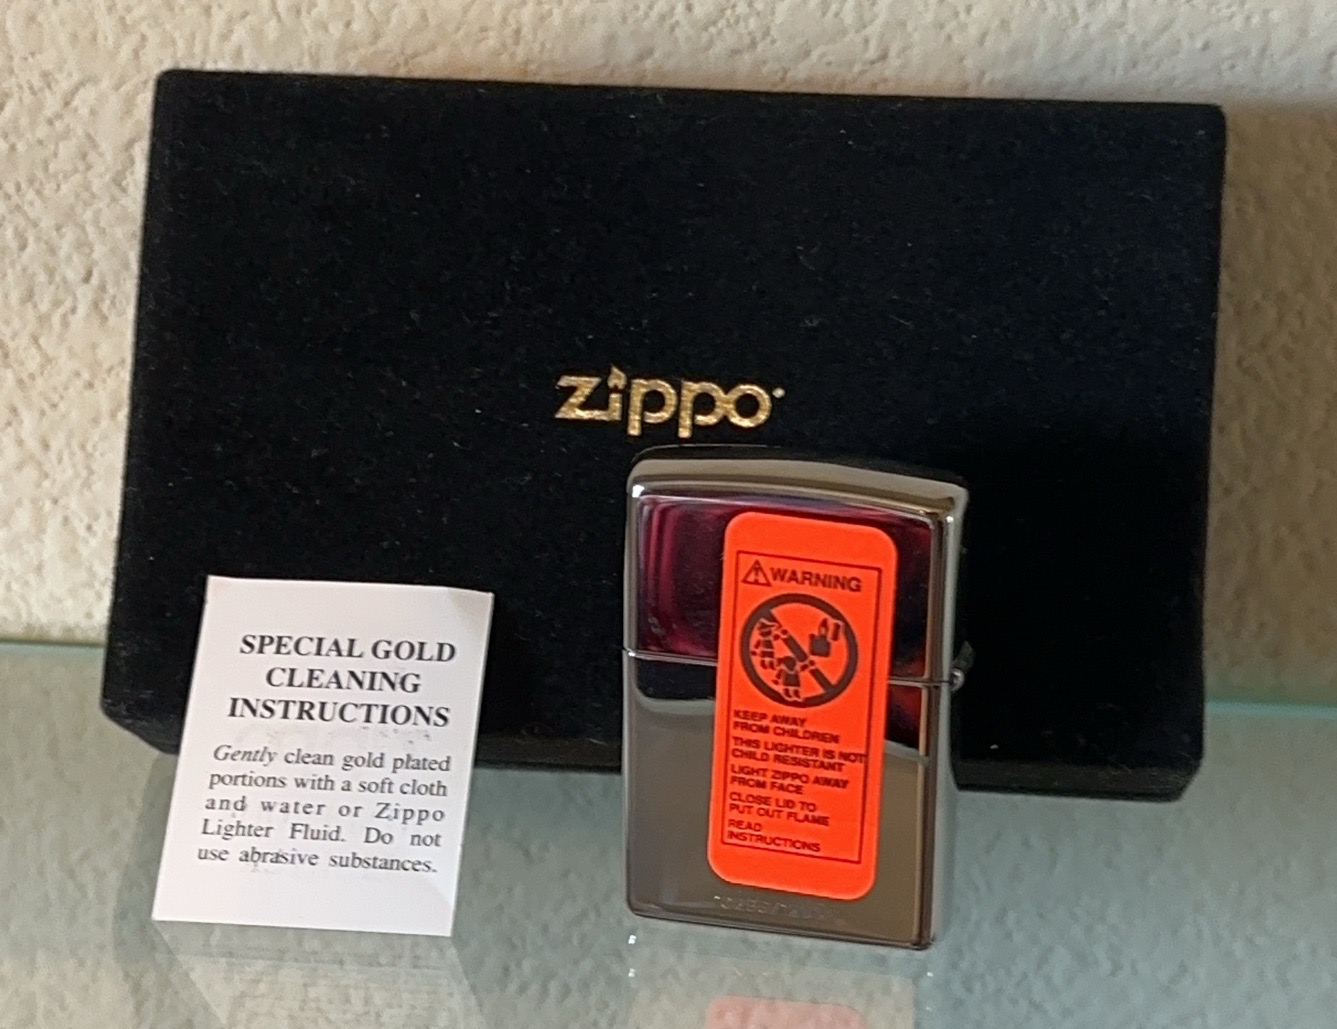 zippo
SPECIAL GOLD
CLEANING
INSTRUCTIONS
Gently clean gold plated
portions with a soft cloth
and water or Zippo
Lighter Fluid. Do not
use abrasive substances.
WARNING
KEEP AWAY
FROM CHILDREN
THIS LIGHTER IS NOT
CHILD RESISTANT
LIGHT ZIPPO AWAY
FROM FACE
CLOSE LID TO
PUT OUT FLAME
READ
INSTRUCTIONS